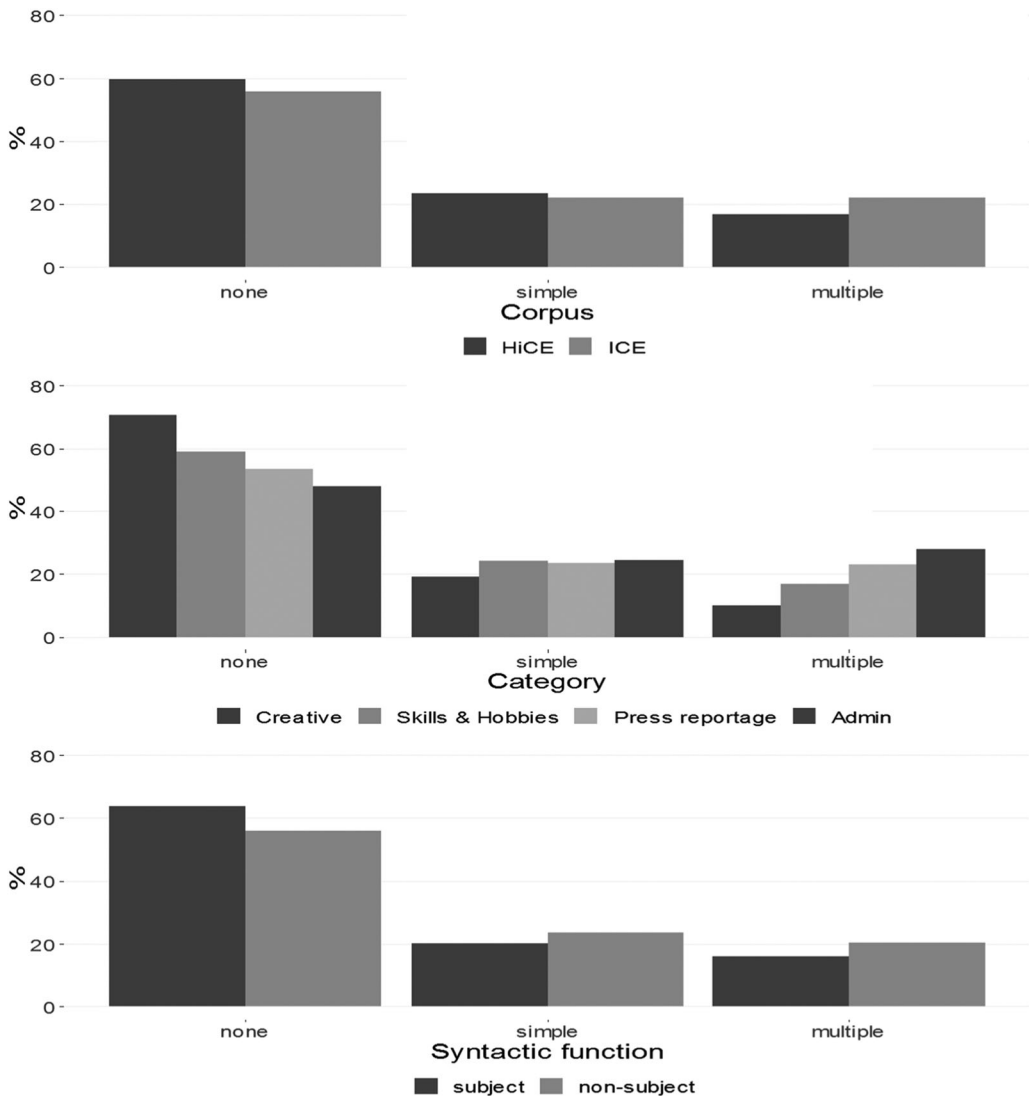 80
60
%
40
20
0
none simple multiple
Corpus
HiCE ICE
80
60
%
40
20
0
none simple multiple
Category
Creative Skills & Hobbies Press reportage Admin
80
60
%
40
20
0
none simple multiple
Syntactic function
subject non-subject